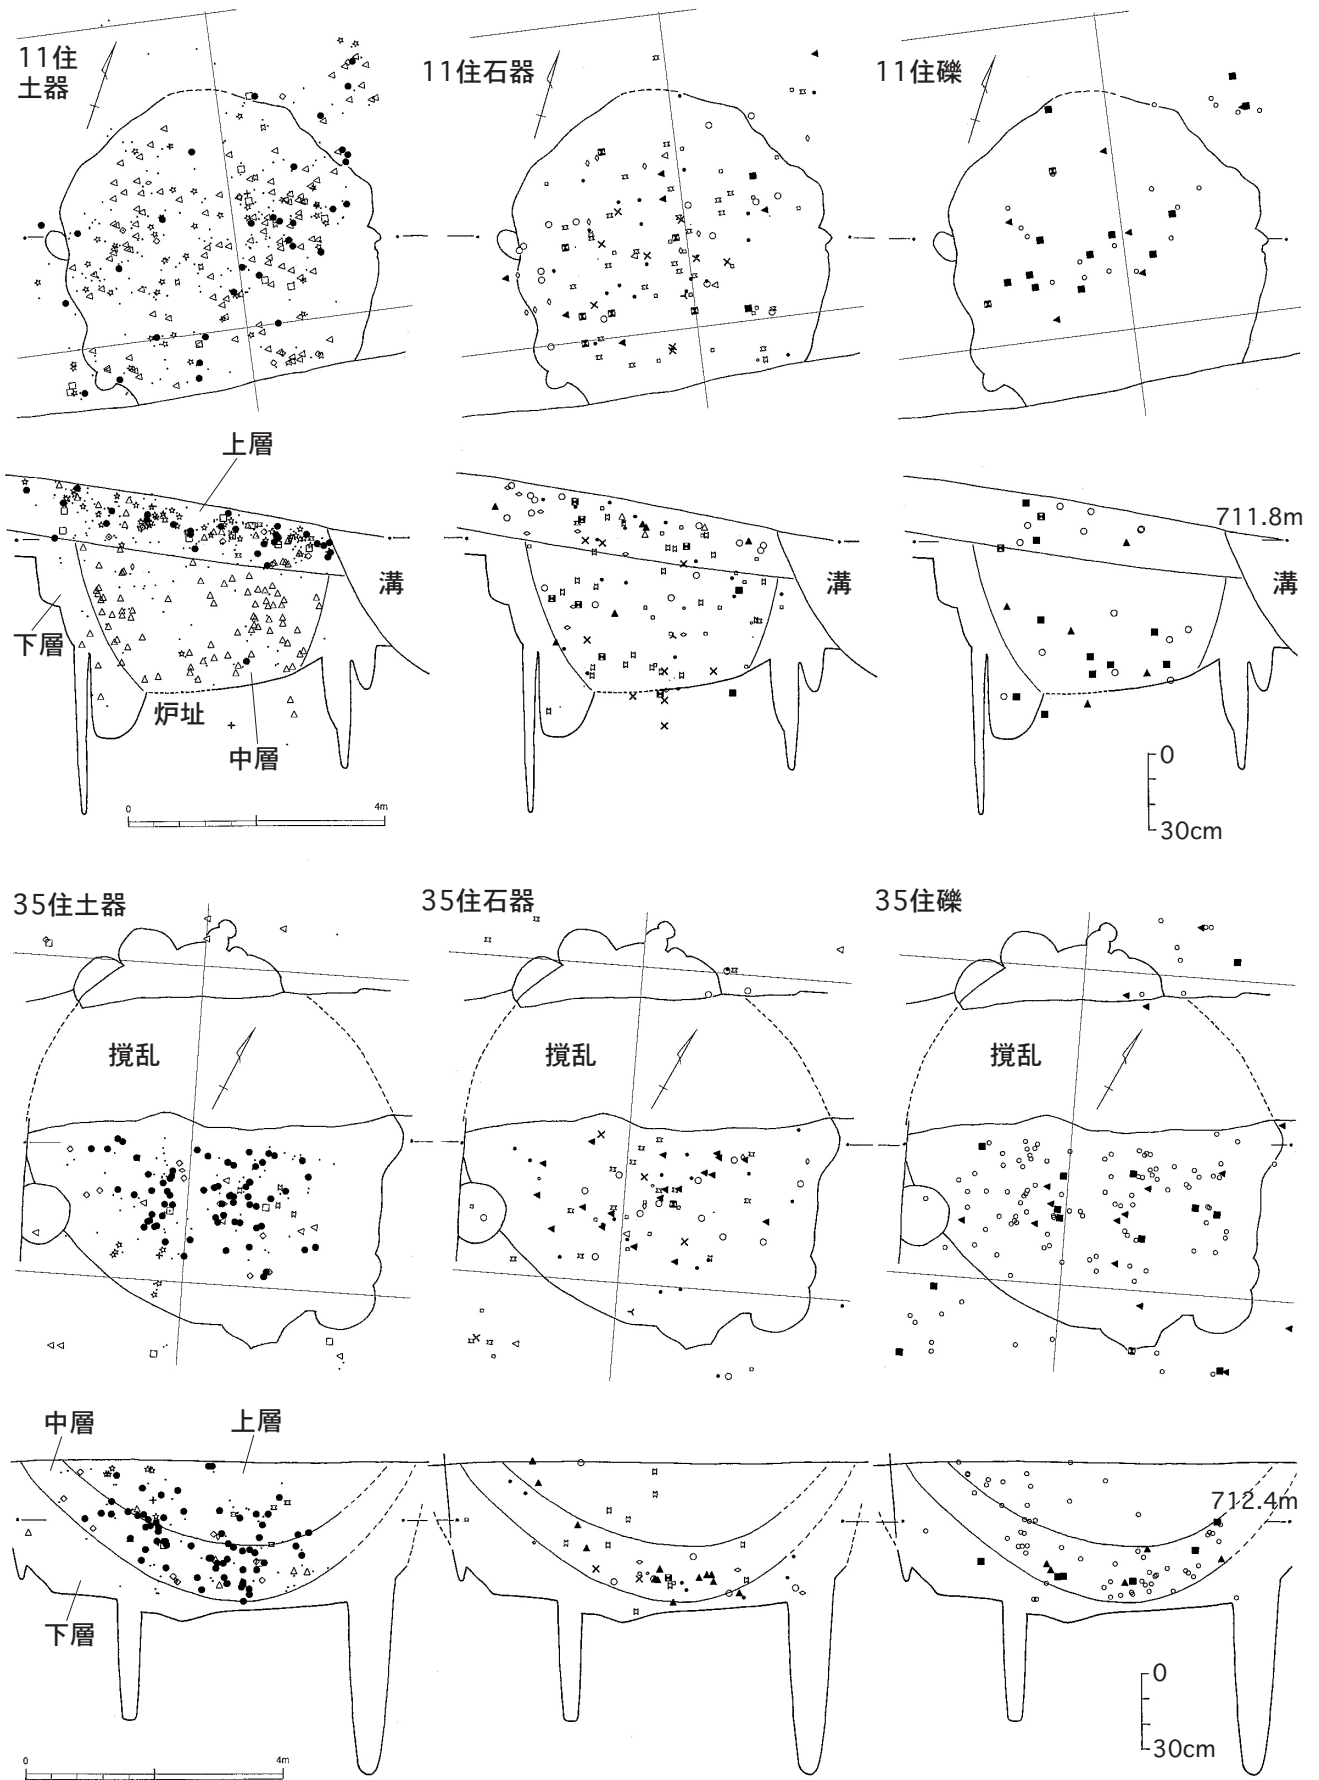 11住
土器
11住石器
11住礫
上層
711.8m
溝
溝
溝
下層
炉址
中層
0
4m
0
30cm
35住土器
35住石器
35住礫
撹乱
撹乱
撹乱
中層
上層
712.4m
下層
0
30cm
0
4m